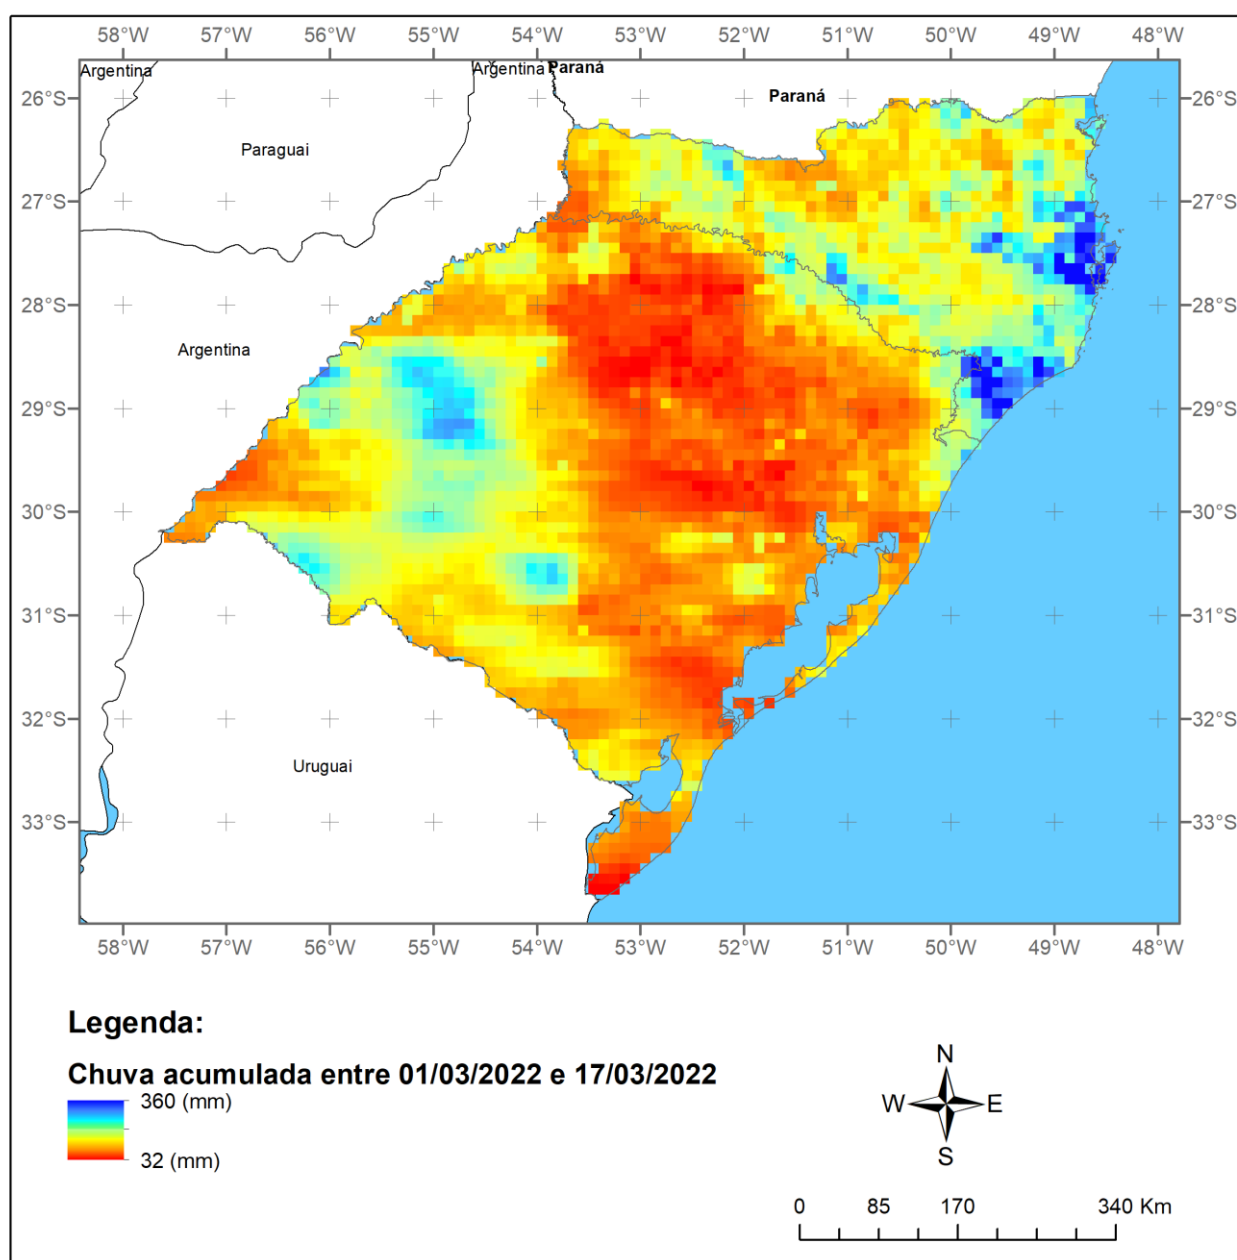 58°W 57°W 56°W 55°W 54°W 53°W 52°W 51°W 50°W 49°W 48°W
Argentina Argentina Paraná
Paraná
26°S 26°S
Paraguai
27°S 27°S
28°S 28°S
Argentina
29°S 29°S
30°S 30°S
31°S 31°S
32°S 32°S
Uruguai
33°S 33°S
58°W 57°W 56°W 55°W 54°W 53°W 52°W 51°W 50°W 49°W 48°W
Legenda:
Chuva acumulada entre 01/03/2022 e 17/03/2022
360 (mm)
32 (mm)
N
W E
S
0 85 170 340 Km